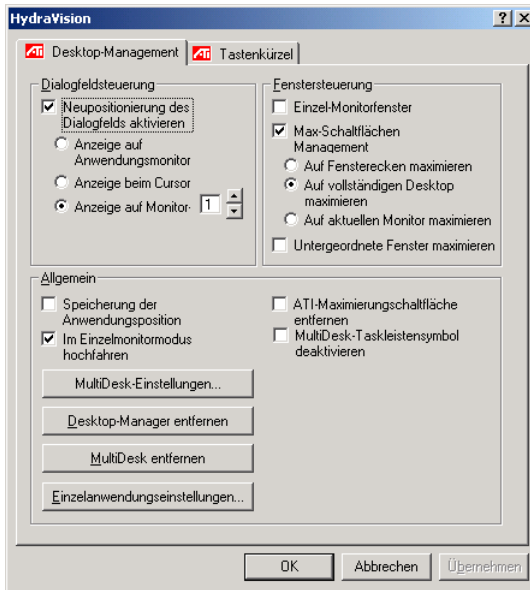 HydraVision
ATI Desktop-Management
ATI Tastenkürzel
Dialogfeldsteuerung
Neupositionierung des
Dialogfelds aktivieren
Anzeige auf
Anwendungsmonitor
Anzeige beim Cursor
Anzeige auf Monitor- 1
Fenstersteuerung
Einzel-Monitorfenster
Max-Schaltflächen
Management
Auf Fensterecken maximieren
Auf vollständigen Desktop
maximieren
Auf aktuellen Monitor maximieren
Untergeordnete Fenster maximieren
Allgemein
Speicherung der
Anwendungsposition
Im Einzelmonitormodus
hochfahren
ATI-Maximierungschaltfläche
entfernen
MultiDesk-Taskleistensymbol
deaktivieren
MultiDesk-Einstellungen...
Desktop-Manager entfernen
MultiDesk entfernen
Einzelanwendungseinstellungen...
OK
Abbrechen
Übernehmen